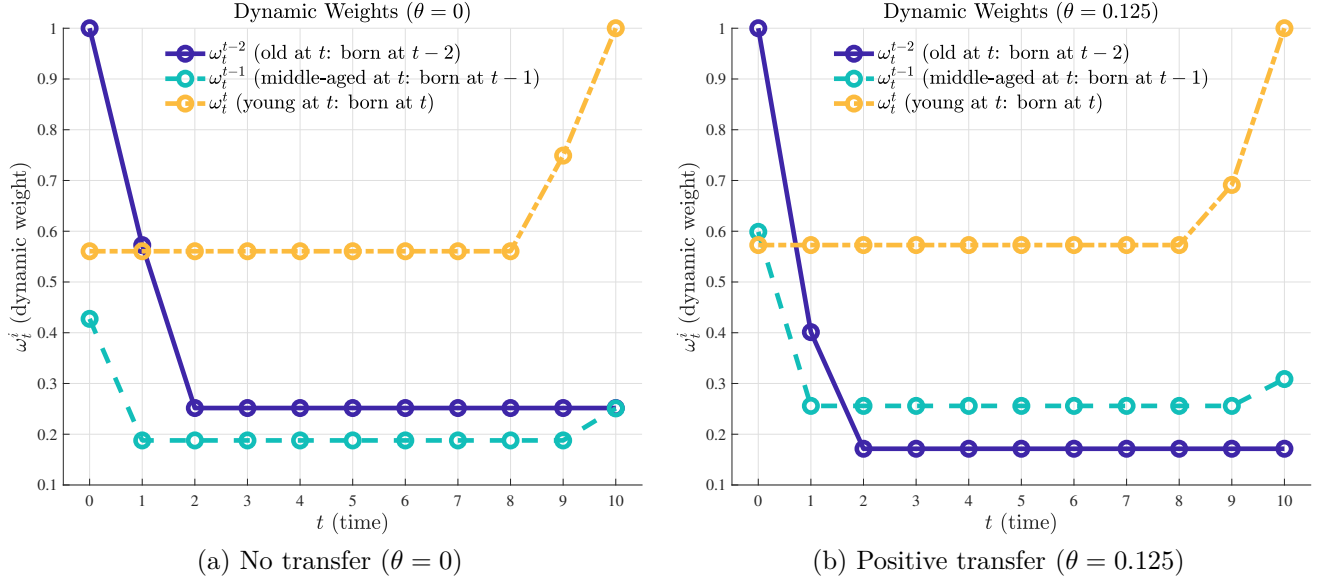 Dynamic Weights (θ = 0)
ω_t^{t−2} (old at t: born at t − 2)
ω_t^{t−1} (middle-aged at t: born at t − 1)
ω_t^t (young at t: born at t)
ω_t^i (dynamic weight)
1
0.9
0.8
0.7
0.6
0.5
0.4
0.3
0.2
0.1
0 1 2 3 4 5 6 7 8 9 10
t (time)
(a) No transfer (θ = 0)
Dynamic Weights (θ = 0.125)
ω_t^{t−2} (old at t: born at t − 2)
ω_t^{t−1} (middle-aged at t: born at t − 1)
ω_t^t (young at t: born at t)
ω_t^i (dynamic weight)
1
0.9
0.8
0.7
0.6
0.5
0.4
0.3
0.2
0.1
0 1 2 3 4 5 6 7 8 9 10
t (time)
(b) Positive transfer (θ = 0.125)